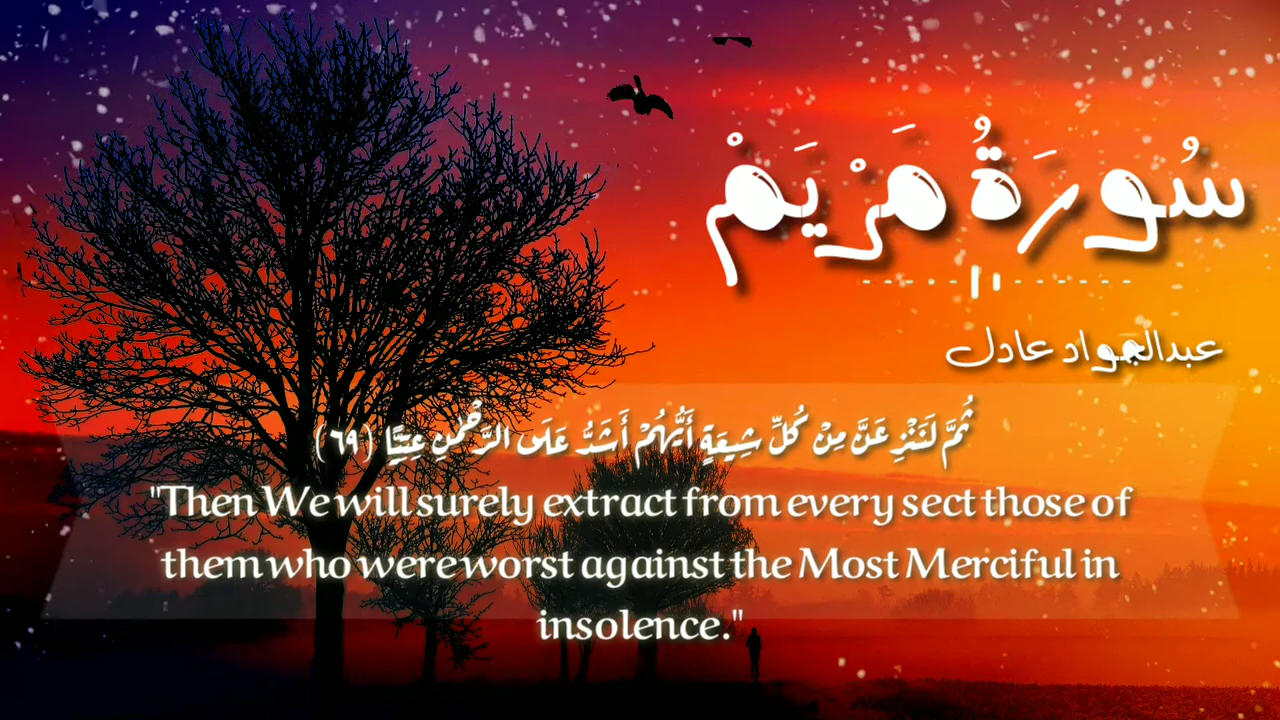 سُورَةُ مَرْيَمْ
عبدالجواد عادل
ثُمَّ لَنَنْزِعَنَّ مِنْ كُلِّ شِيعَةٍ أَيُّهُمْ أَشَدُّ عَلَى الرَّحْمَنِ عِتِيًّا (٦٩)
"Then We will surely extract from every sect those of
them who were worst against the Most Merciful in
insolence."